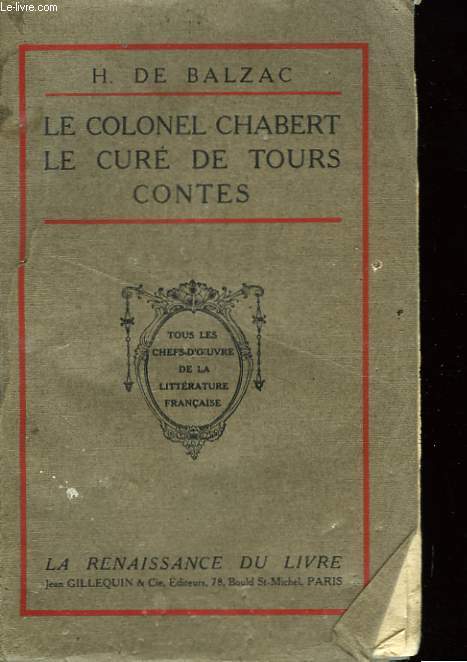 © Le-livre.com
H. DE BALZAC
LE COLONEL CHABERT
LE CURÉ DE TOURS
CONTES
TOUS LES
CHEFS-D'ŒUVRE
DE LA
LITTÉRATURE
FRANÇAISE
LA RENAISSANCE DU LIVRE
Jean GILLEQUIN & Cie, Éditeurs, 78, Bould St-Michel, PARIS